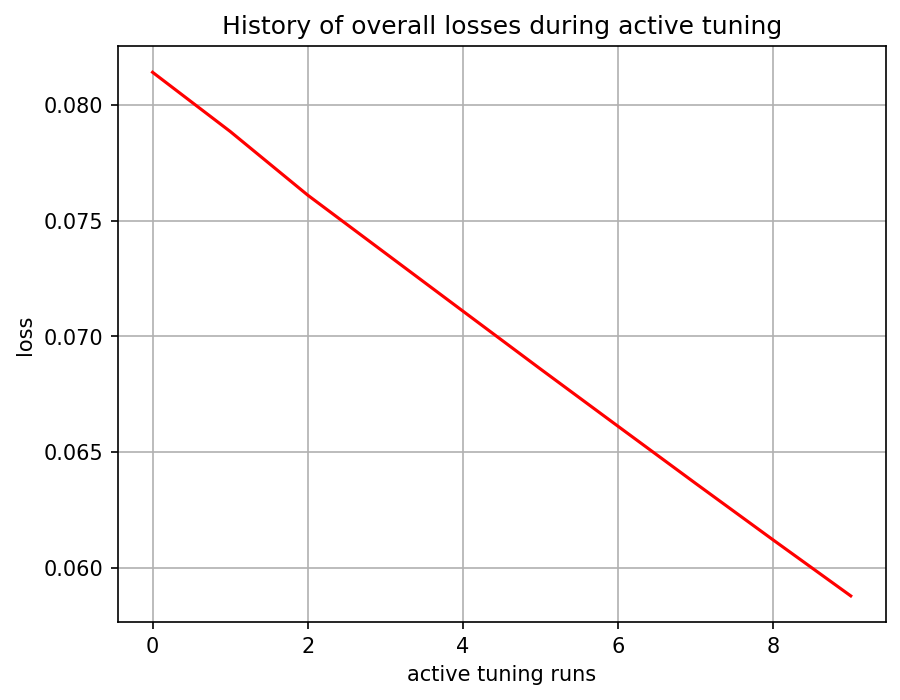 History of overall losses during active tuning
0.080
0.075
0.070
0.065
0.060
loss
0 2 4 6 8
active tuning runs